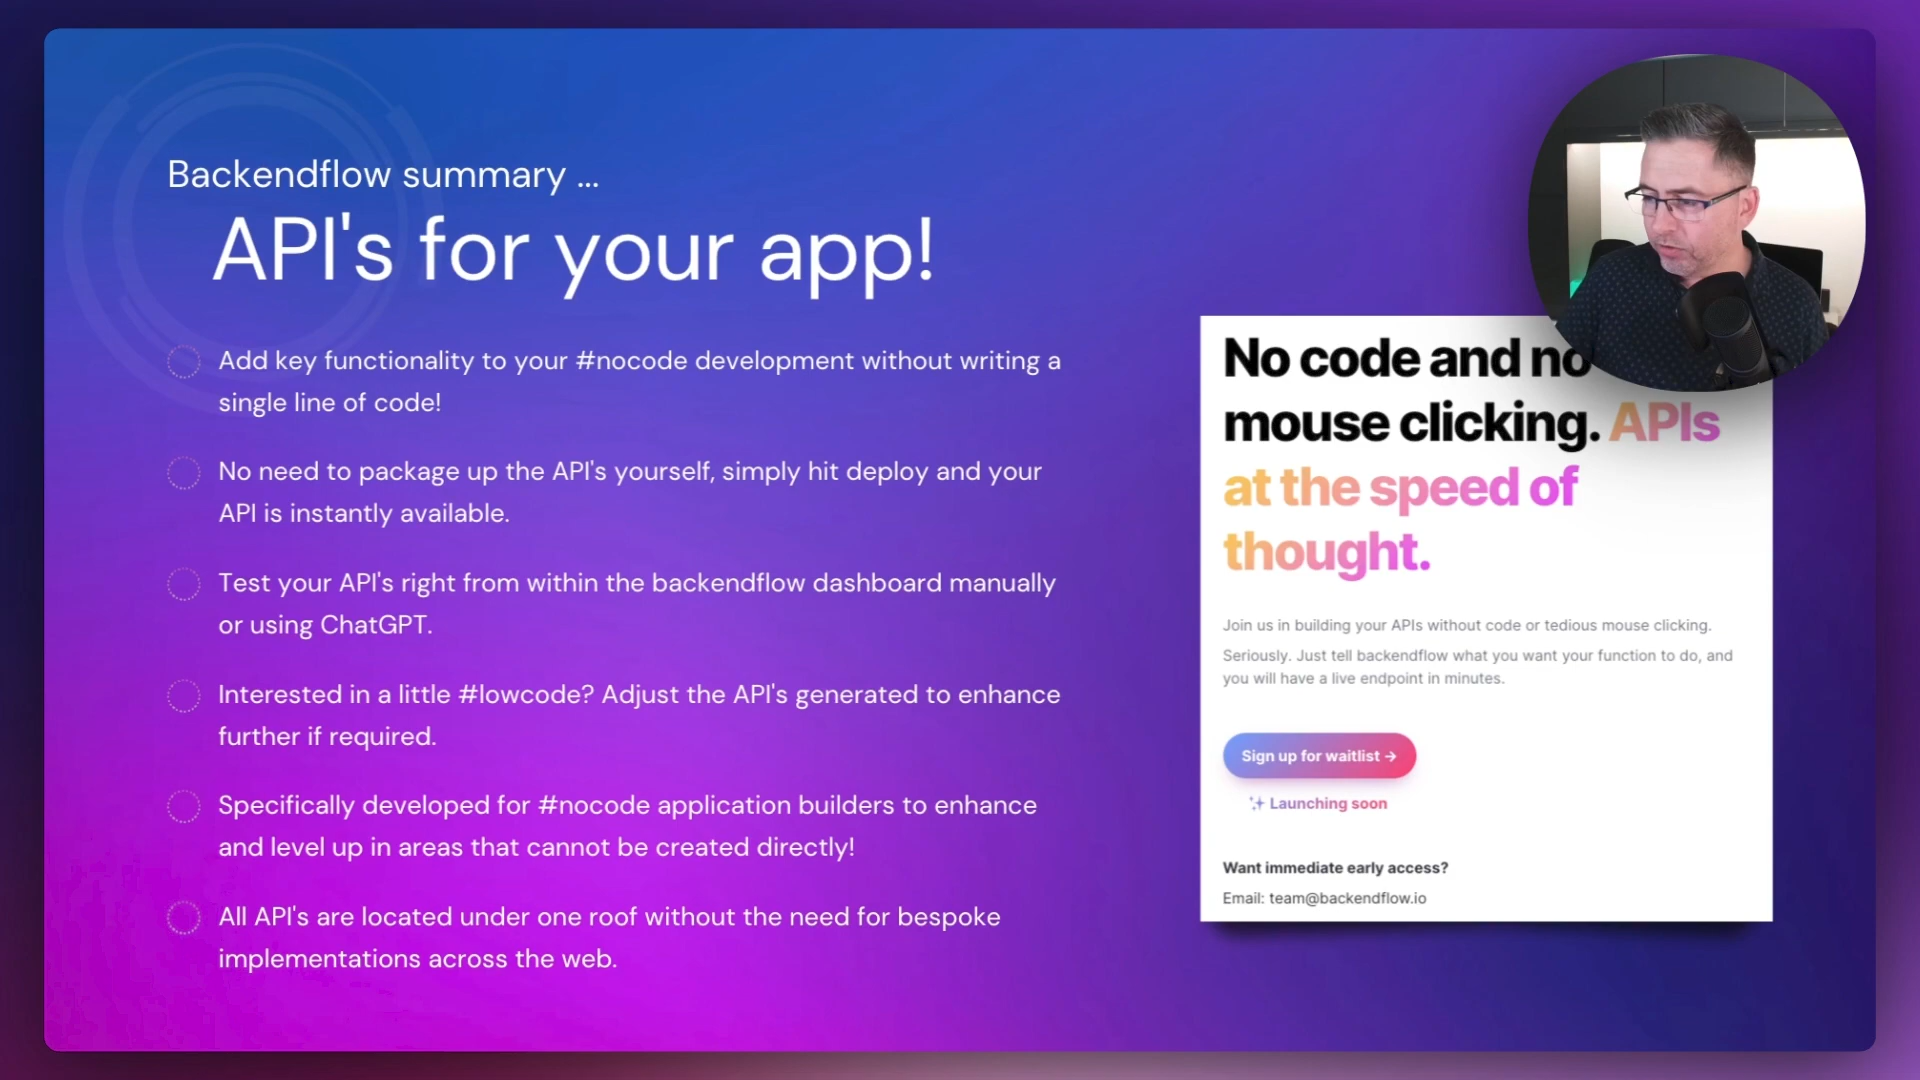 Backendflow summary ...
API's for your app!
Add key functionality to your #nocode development without writing a
single line of code!
No need to package up the API's yourself, simply hit deploy and your
API is instantly available.
Test your API's right from within the backendflow dashboard manually
or using ChatGPT.
Interested in a little #lowcode? Adjust the API's generated to enhance
further if required.
Specifically developed for #nocode application builders to enhance
and level up in areas that cannot be created directly!
All API's are located under one roof without the need for bespoke
implementations across the web.
No code and no
mouse clicking. APIs
at the speed of
thought.
Join us in building your APIs without code or tedious mouse clicking.
Seriously. Just tell backendflow what you want your function to do, and
you will have a live endpoint in minutes.
Sign up for waitlist →
Launching soon
Want immediate early access?
Email: team@backendflow.io